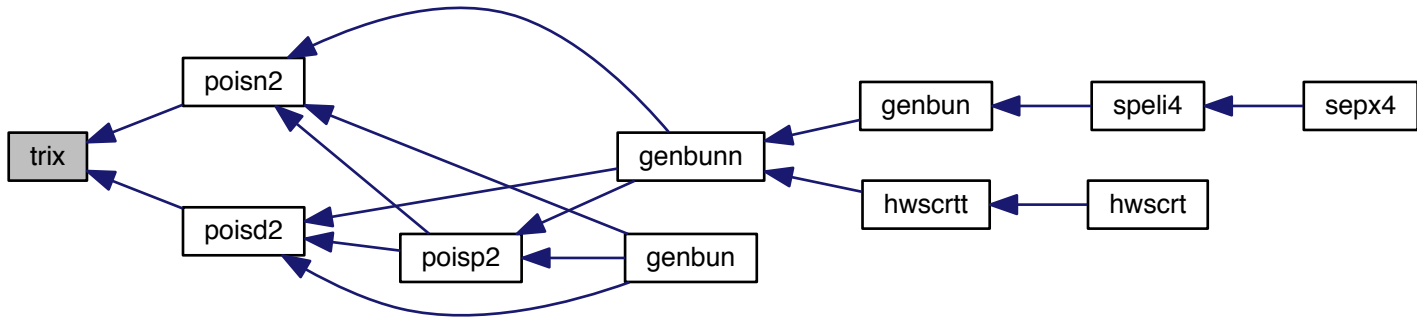 trix
poisn2
poisd2
poisp2
genbunn
genbun
genbun
speli4
sepx4
hwscrtt
hwscrt